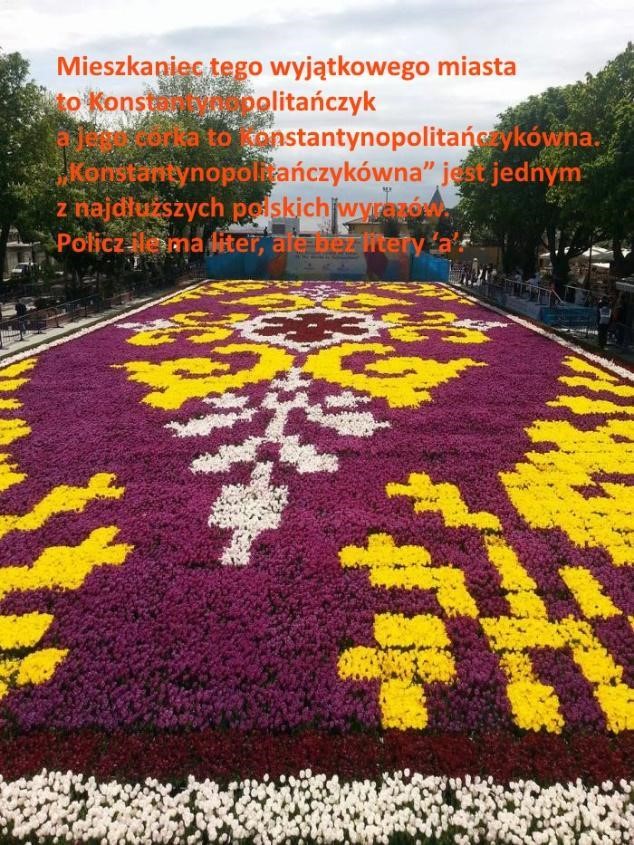 Mieszkaniec tego wyjątkowego miasta
to Konstantynopolitańczyk
a jego córka to Konstantynopolitańczykówna.
„Konstantynopolitańczykówna” jest jednym
z najdłuższych polskich wyrazów.
Policz ile ma liter, ale bez litery ‘a’.